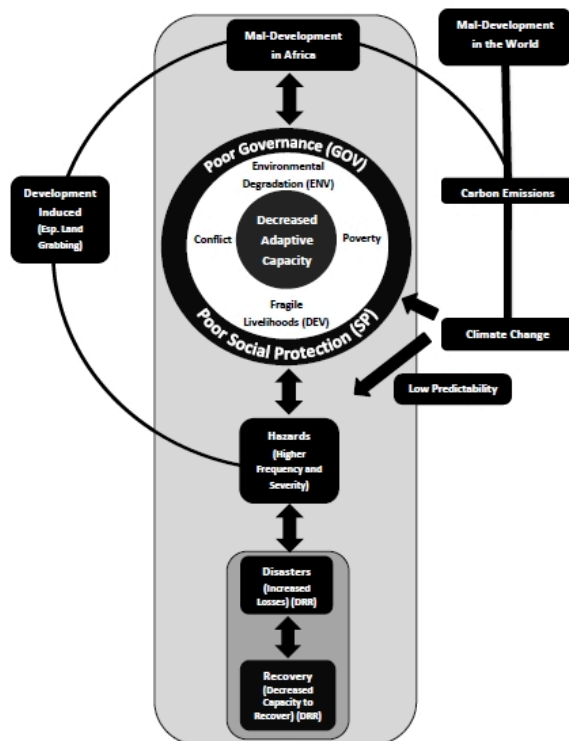 Mal-Development
in Africa
Mal-Development
in the World
Poor Governance (GOV)
Environmental
Degradation (ENV)
Development
Induced
(Esp. Land
Grabbing)
Carbon Emissions
Conflict
Decreased
Adaptive
Capacity
Poverty
Fragile
Livelihoods (DEV)
Poor Social Protection (SP)
Climate Change
Low Predictability
Hazards
(Higher
Frequency and
Severity)
Disasters
(Increased
Losses) (DRR)
Recovery
(Decreased
Capacity to
Recover) (DRR)